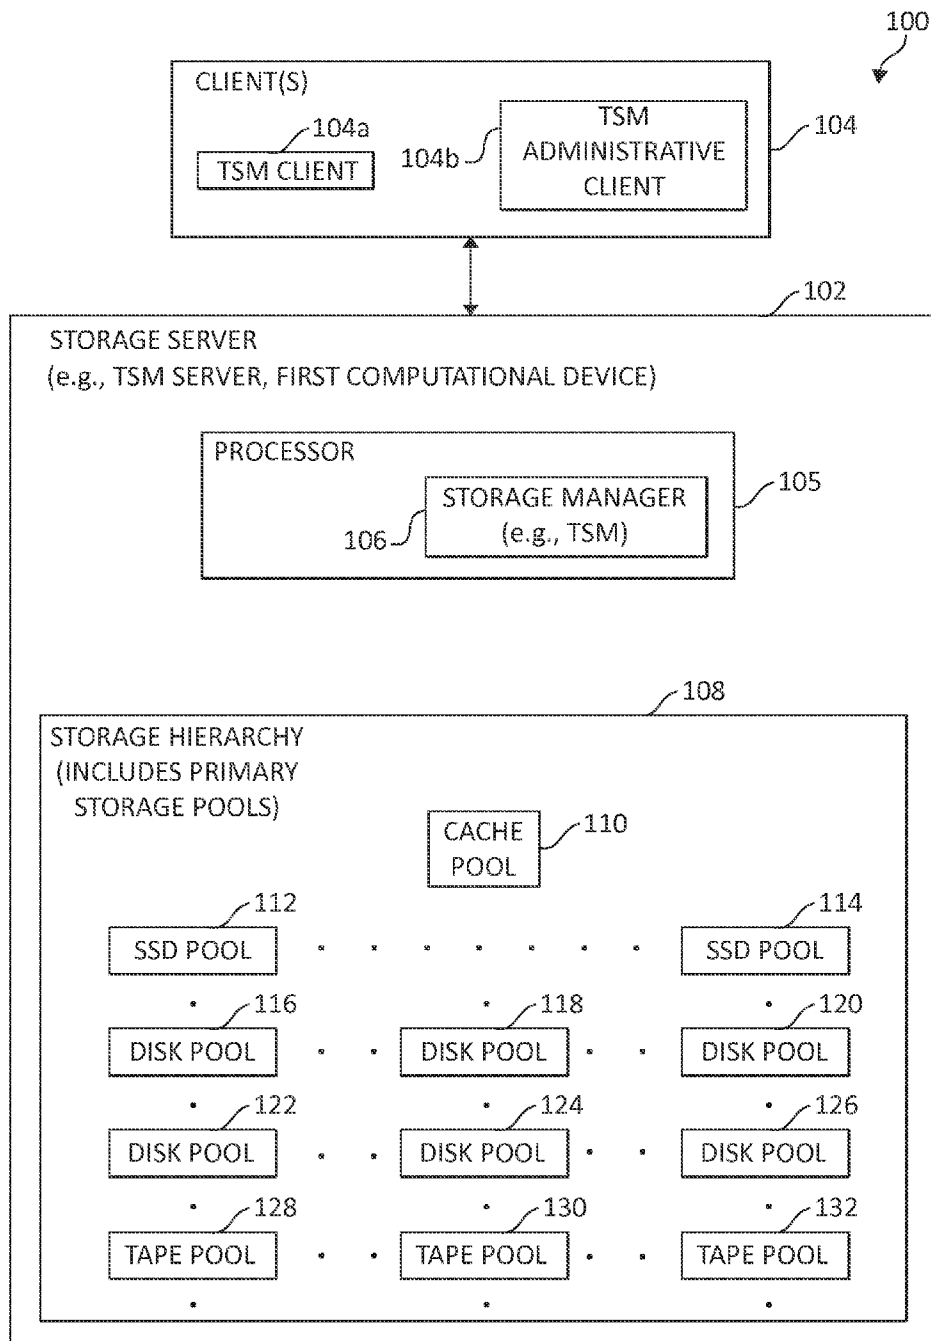 100
CLIENT(S)
104a
TSM CLIENT
104b
TSM
ADMINISTRATIVE
CLIENT
104
102
STORAGE SERVER
(e.g., TSM SERVER, FIRST COMPUTATIONAL DEVICE)
PROCESSOR
105
STORAGE MANAGER
(e.g., TSM)
106
108
STORAGE HIERARCHY
(INCLUDES PRIMARY
STORAGE POOLS)
CACHE
POOL
110
112
114
SSD POOL
SSD POOL
116
118
120
DISK POOL
DISK POOL
DISK POOL
122
124
126
DISK POOL
DISK POOL
DISK POOL
128
130
132
TAPE POOL
TAPE POOL
TAPE POOL